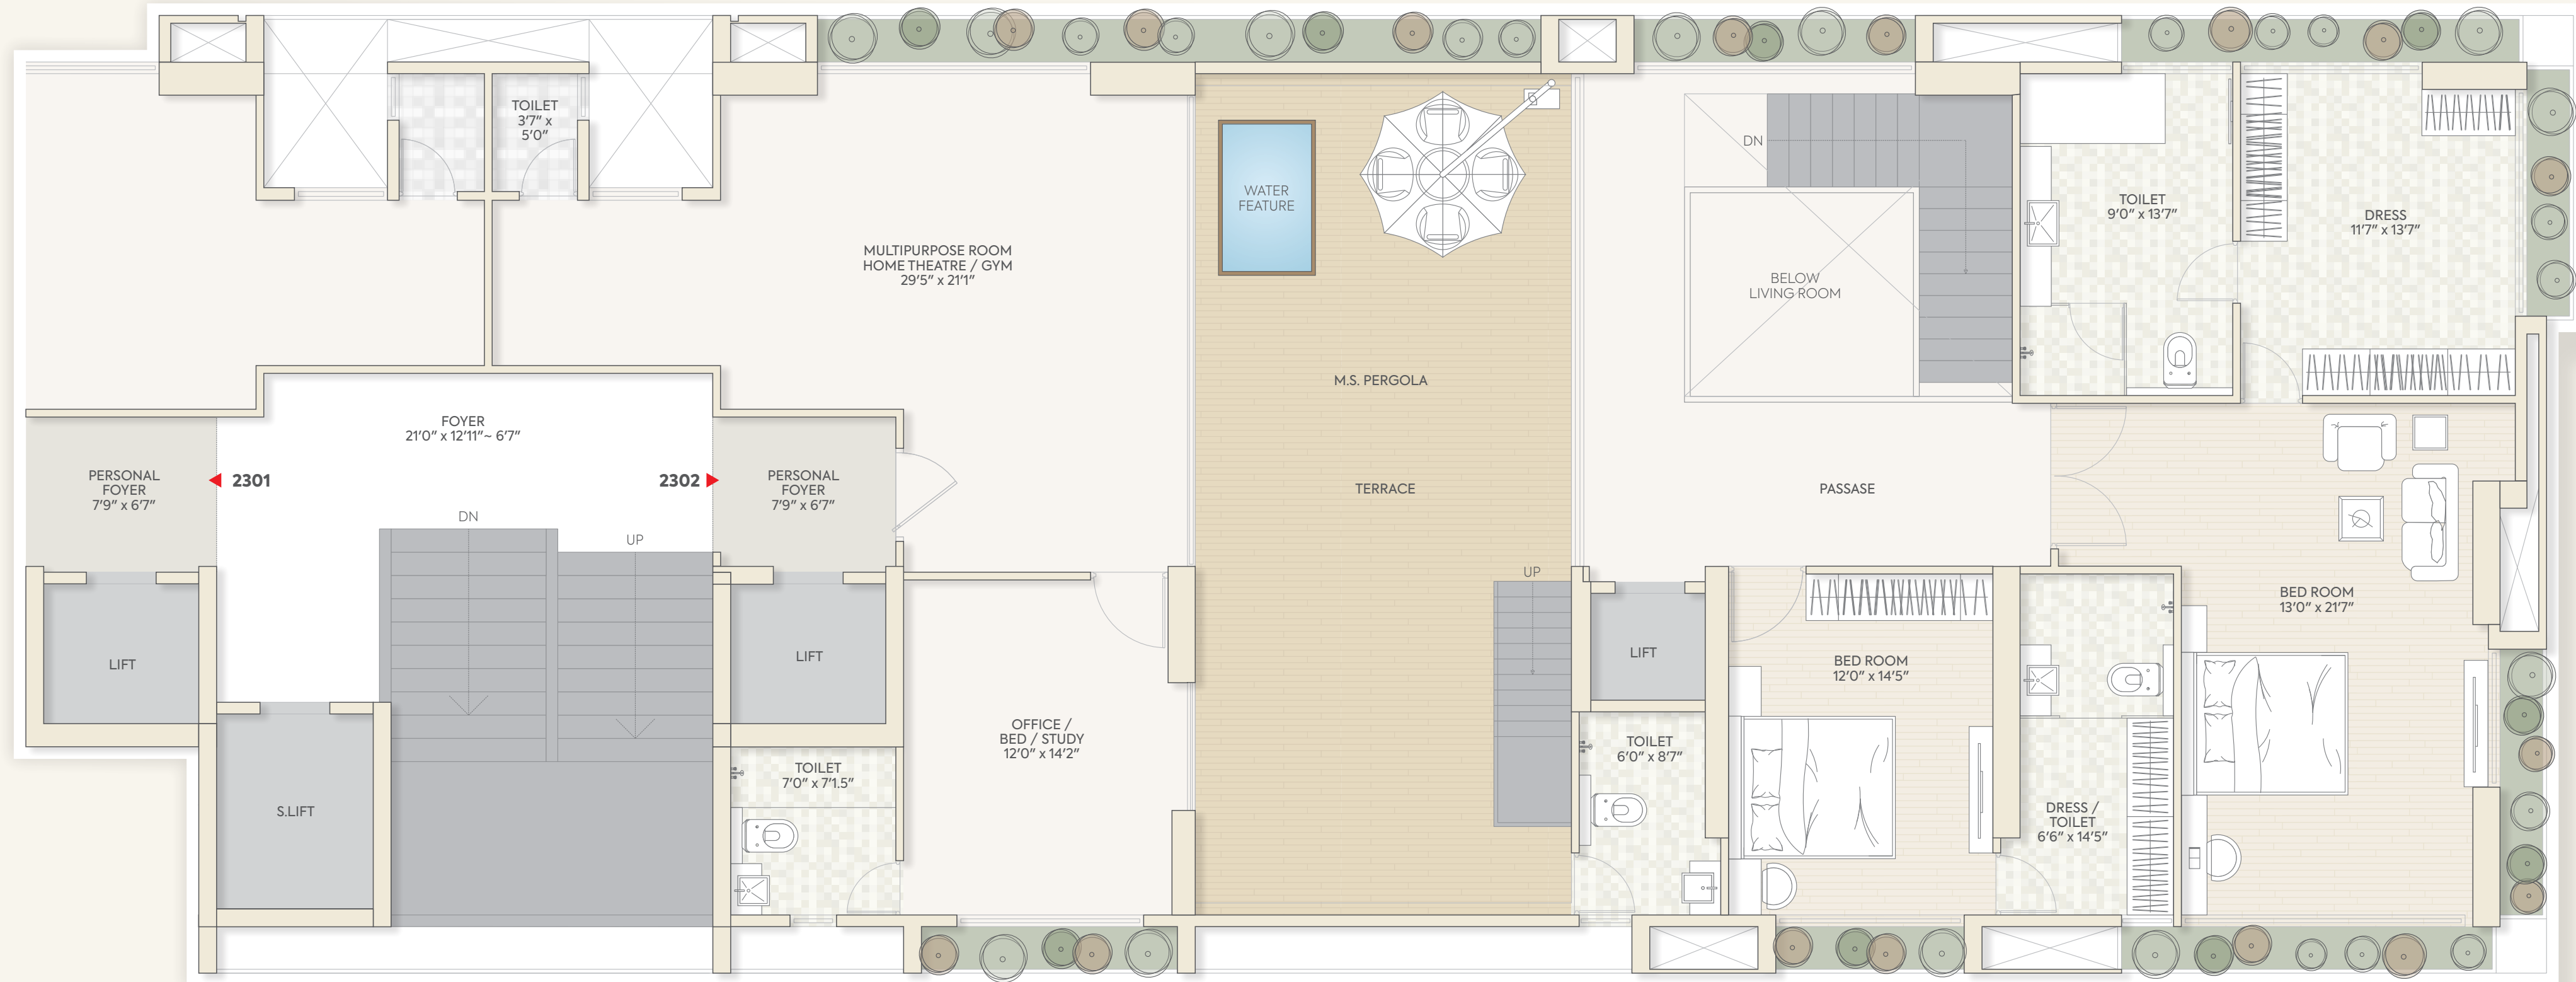 TOILET
3'7" x
5'0"
MULTIPURPOSE ROOM
HOME THEATRE / GYM
29'5" x 21'1"
WATER
FEATURE
M.S. PERGOLA
TERRACE
UP
DN
BELOW
LIVING ROOM
PASSASE
TOILET
9'0" x 13'7"
DRESS
11'7" x 13'7"
FOYER
21'0" x 12'11"~ 6'7"
PERSONAL
FOYER
7'9" x 6'7"
2301
2302
PERSONAL
FOYER
7'9" x 6'7"
DN
UP
LIFT
S.LIFT
LIFT
TOILET
7'0" x 7'1.5"
OFFICE /
BED / STUDY
12'0" x 14'2"
LIFT
TOILET
6'0" x 8'7"
BED ROOM
12'0" x 14'5"
DRESS /
TOILET
6'6" x 14'5"
BED ROOM
13'0" x 21'7"